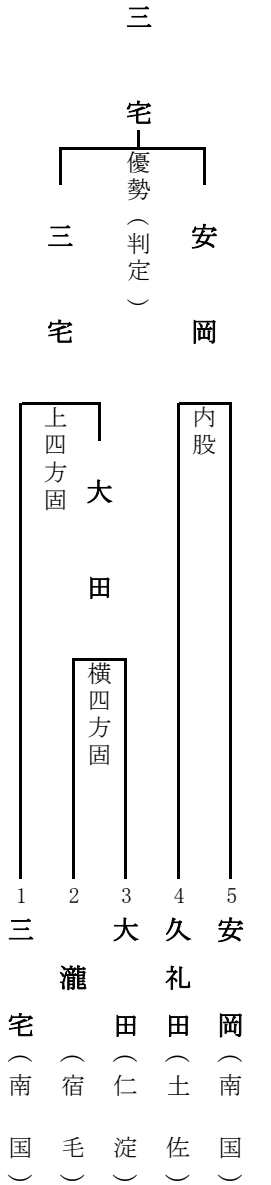 三宅
優勢(判定)
三宅
安岡
上四方固
内股
大田
横四方固
1
2
3
4
5
三宅(南国)
瀧(宿毛)
大田(仁淀)
久礼田(土佐)
安岡(南国)